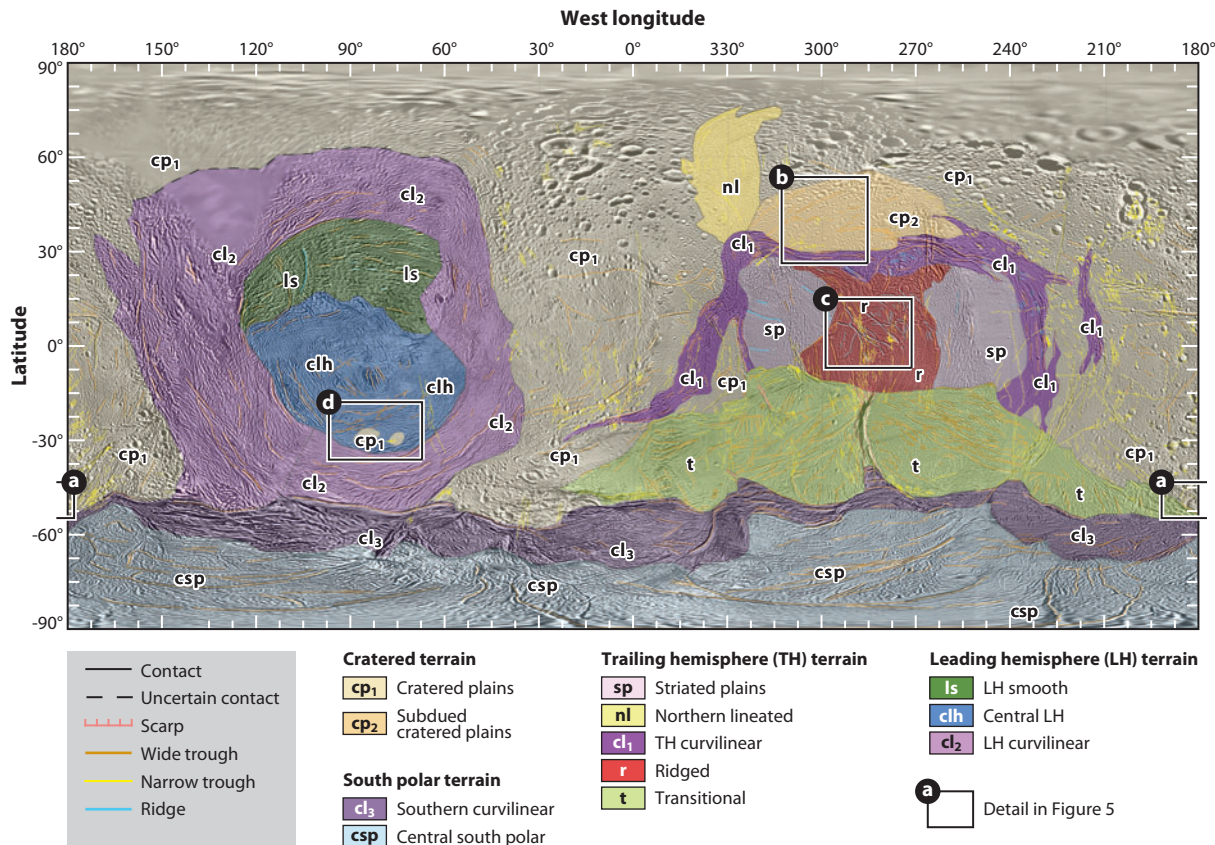 West longitude
180° 150° 120° 90° 60° 30° 0° 330° 300° 270° 240° 210° 180°
90°
60°
30°
0°
-30°
-60°
-90°
Latitude
cp1
cl2
nl
b
cp1
cp2
cl2
ls
ls
cp1
cl1
cl1
c
r
sp
sp
cl1
clh
clh
cl1
cp1
r
cl1
d
cp1
cl2
cp1
cp1
t
t
cp1
a
cl2
t
a
cl3
cl3
cl3
csp
csp
csp
csp
Contact
Uncertain contact
Scarp
Wide trough
Narrow trough
Ridge
Cratered terrain
cp1 Cratered plains
cp2 Subdued
cratered plains
South polar terrain
cl3 Southern curvilinear
csp Central south polar
Trailing hemisphere (TH) terrain
sp Striated plains
nl Northern lineated
cl1 TH curvilinear
r Ridged
t Transitional
Leading hemisphere (LH) terrain
ls LH smooth
clh Central LH
cl2 LH curvilinear
a
Detail in Figure 5